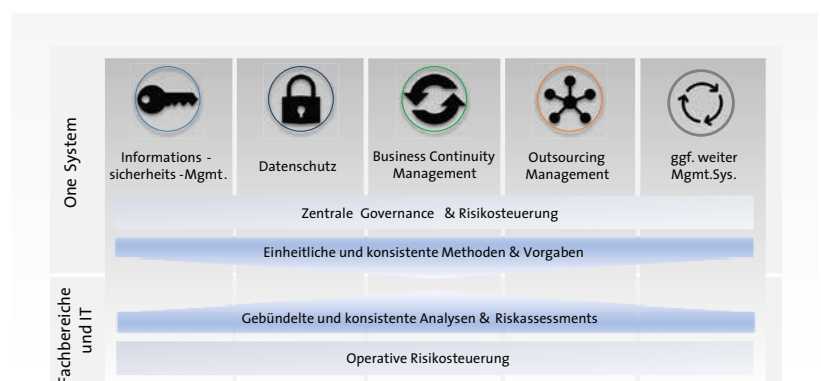 One System
Informations -
sicherheits -Mgmt.
Datenschutz
Business Continuity
Management
Outsourcing
Management
ggf. weiter
Mgmt.Sys.
Zentrale Governance & Risikosteuerung
Einheitliche und konsistente Methoden & Vorgaben
Fachbereiche
und IT
Gebündelte und konsistente Analysen & Riskassessments
Operative Risikosteuerung